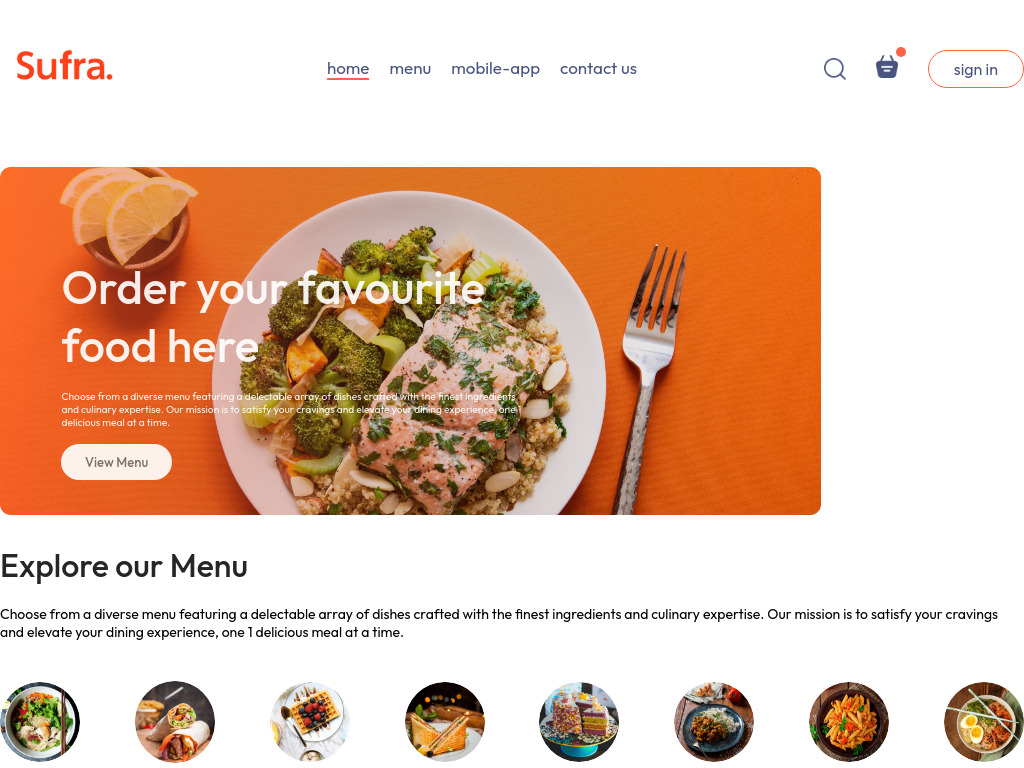 Sufra.
home menu mobile-app contact us
sign in
Order your favourite
food here
Choose from a diverse menu featuring a delectable array of dishes crafted with the finest ingredients
and culinary expertise. Our mission is to satisfy your cravings and elevate your dining experience, one 1
delicious meal at a time.
View Menu
Explore our Menu
Choose from a diverse menu featuring a delectable array of dishes crafted with the finest ingredients and culinary expertise. Our mission is to satisfy your cravings
and elevate your dining experience, one 1 delicious meal at a time.